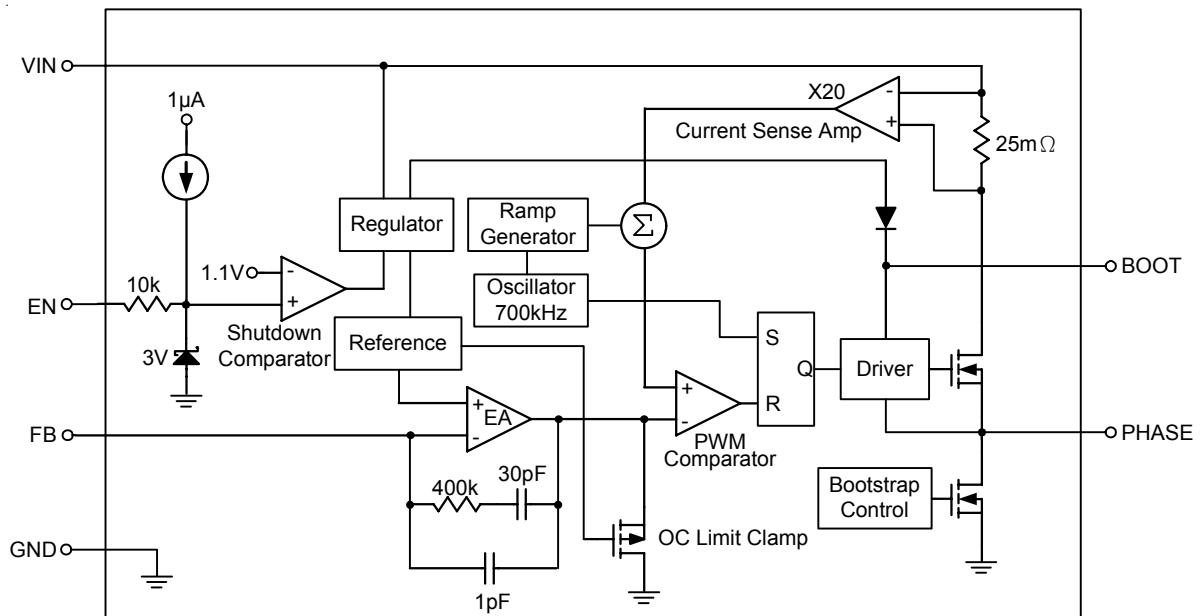 VIN
1µA
X20
-
+
Current Sense Amp
25mΩ
Regulator
Ramp
Generator
Σ
1.1V
-
+
BOOT
EN
10k
Oscillator
700kHz
Shutdown
Comparator
3V
Reference
S
Q
R
Driver
+
EA
-
+
-
PWM
Comparator
FB
PHASE
400k
30pF
Bootstrap
Control
OC Limit Clamp
GND
1pF